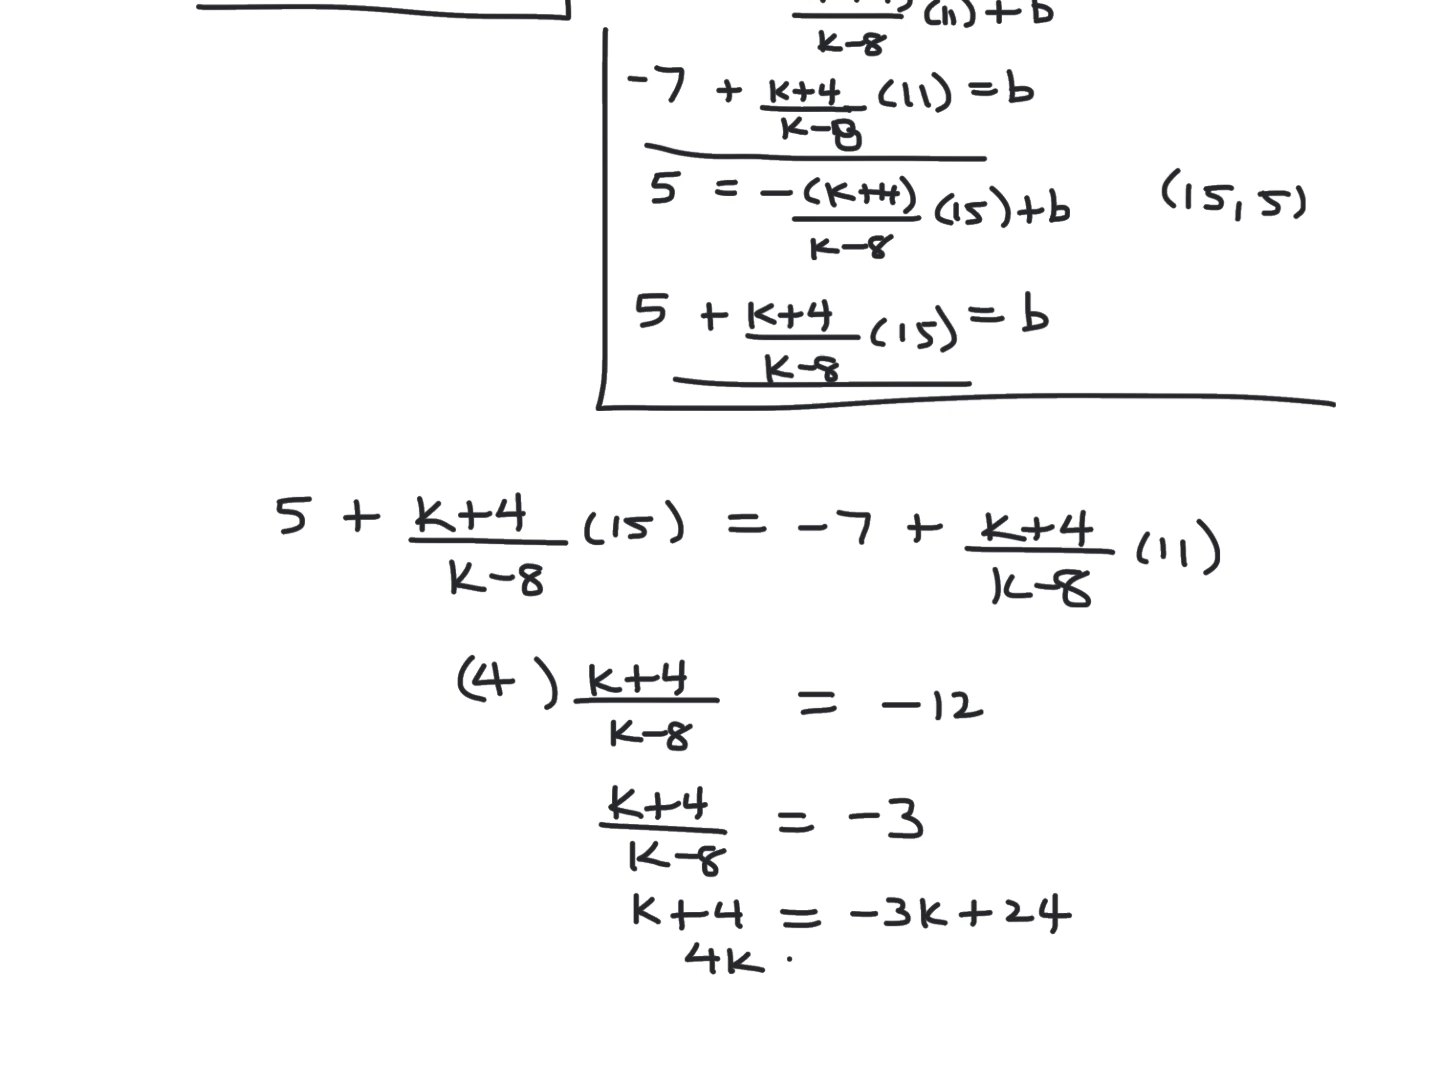 k-8 (11)+b
-7 + k+4/k-8 (11) = b
5 = -(k+4)/k-8 (15)+b (15,5)
5 + k+4/k-8 (15) = b
5 + k+4/k-8 (15) = -7 + k+4/k-8 (11)
(4) k+4/k-8 = -12
k+4/k-8 = -3
k+4 = -3k+24
4k